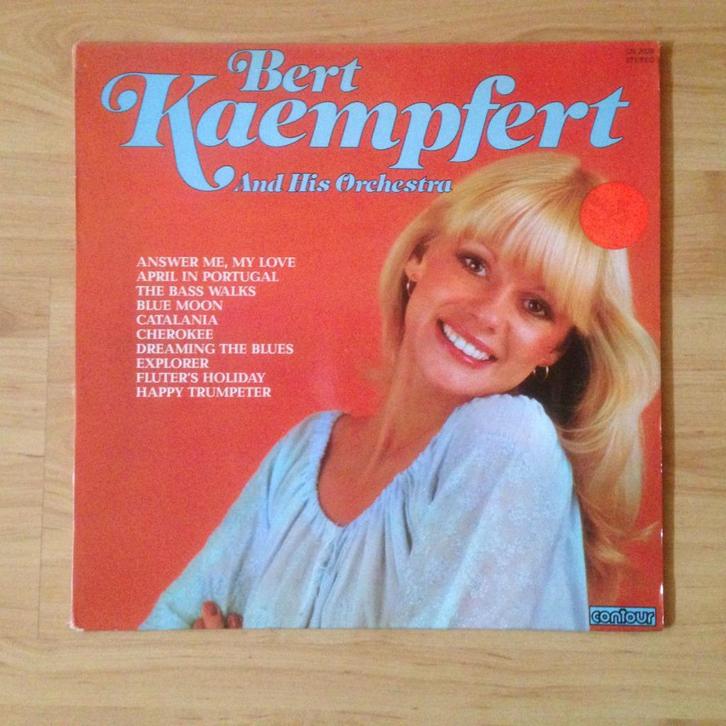 Bert
Kaempfert
And His Orchestra
STEREO
ANSWER ME, MY LOVE
APRIL IN PORTUGAL
THE BASS WALKS
BLUE MOON
CATALANIA
CHEROKEE
DREAMING THE BLUES
EXPLORER
FLUTER'S HOLIDAY
HAPPY TRUMPETER
contour